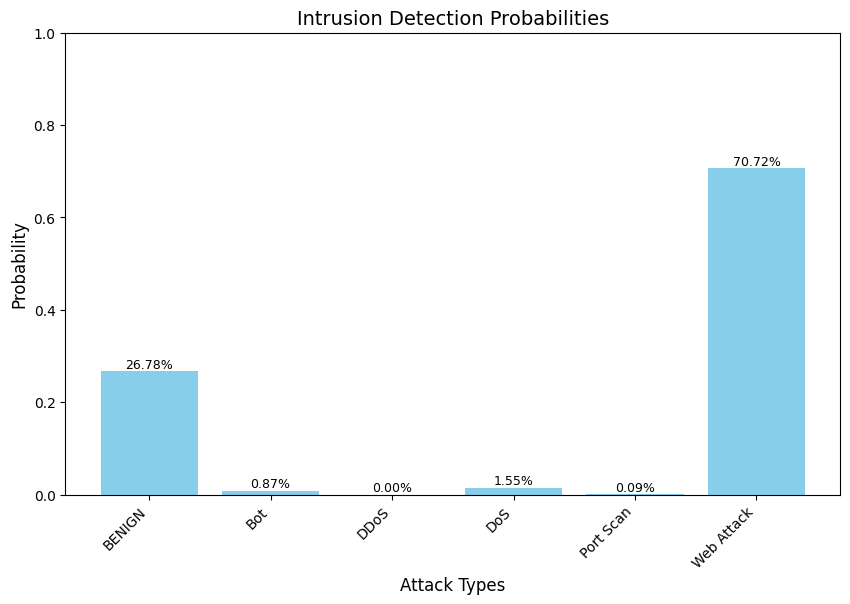 Intrusion Detection Probabilities
1.0
0.8
0.6
0.4
0.2
0.0
Probability
26.78%
0.87%
0.00%
1.55%
0.09%
70.72%
BENIGN
Bot
DDoS
DoS
Port Scan
Web Attack
Attack Types